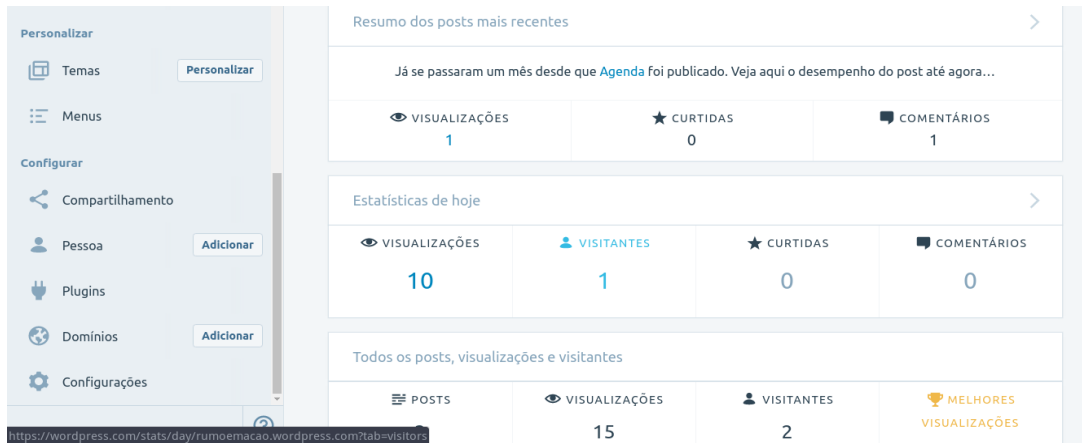 Personalizar
Temas
Personalizar
Menus
Configurar
Compartilhamento
Pessoa
Adicionar
Plugins
Domínios
Adicionar
Configurações
https://wordpress.com/stats/day/rumoemacao.wordpress.com?tab=visitors
Resumo dos posts mais recentes
Já se passaram um mês desde que Agenda foi publicado. Veja aqui o desempenho do post até agora…
VISUALIZAÇÕES
1
CURTIDAS
0
COMENTÁRIOS
1
Estatísticas de hoje
VISUALIZAÇÕES
10
VISITANTES
1
CURTIDAS
0
COMENTÁRIOS
0
Todos os posts, visualizações e visitantes
POSTS
VISUALIZAÇÕES
15
VISITANTES
2
MELHORES
VISUALIZAÇÕES